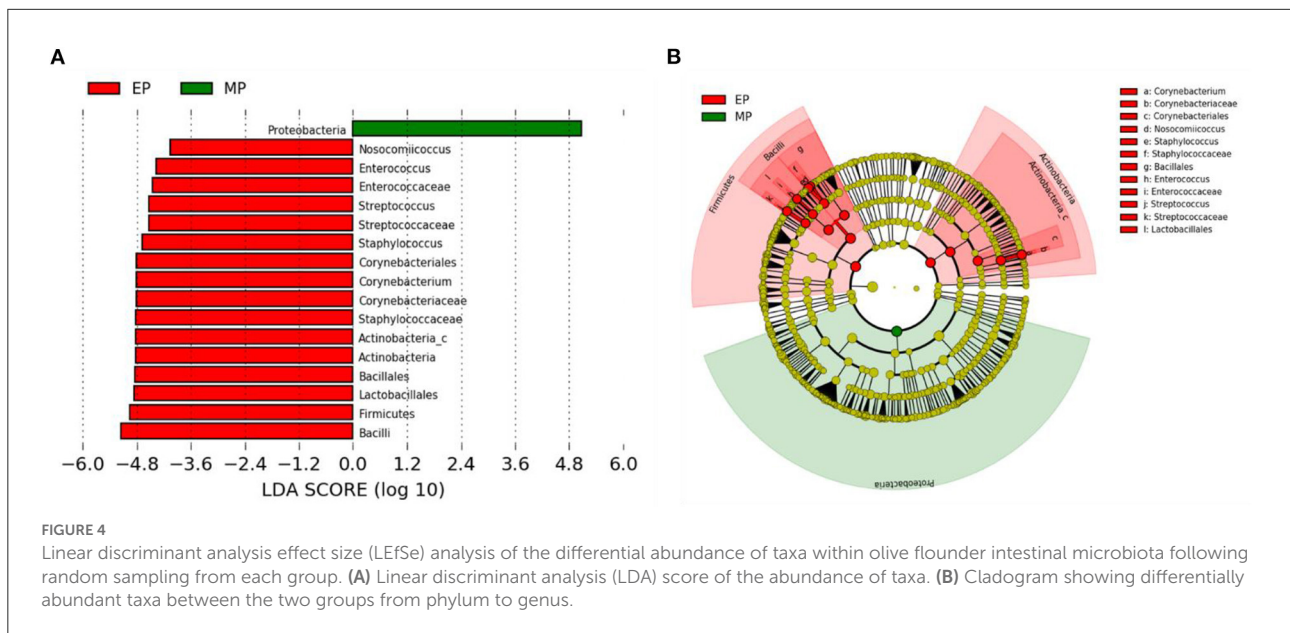 A
EP MP
Proteobacteria
Nosocomiicoccus
Enterococcus
Enterococcaceae
Streptococcus
Streptococcaceae
Staphylococcus
Corynebacteriales
Corynebacterium
Corynebacteriaceae
Staphylococcaceae
Actinobacteria_c
Actinobacteria
Bacillales
Lactobacillales
Firmicutes
Bacilli
−6.0 −4.8 −3.6 −2.4 −1.2 0.0 1.2 2.4 3.6 4.8 6.0
LDA SCORE (log 10)
B
EP
MP
Firmicutes
Bacilli
g
f
l
k
Actinobacteria
Actinobacteria_c
c
b
Proteobacteria
a: Corynebacterium
b: Corynebacteriaceae
c: Corynebacteriales
d: Nosocomiicoccus
e: Staphylococcus
f: Staphylococcaceae
g: Bacillales
h: Enterococcus
i: Enterococcaceae
j: Streptococcus
k: Streptococcaceae
l: Lactobacillales
FIGURE 4
Linear discriminant analysis effect size (LEfSe) analysis of the differential abundance of taxa within olive flounder intestinal microbiota following
random sampling from each group. (A) Linear discriminant analysis (LDA) score of the abundance of taxa. (B) Cladogram showing differentially
abundant taxa between the two groups from phylum to genus.